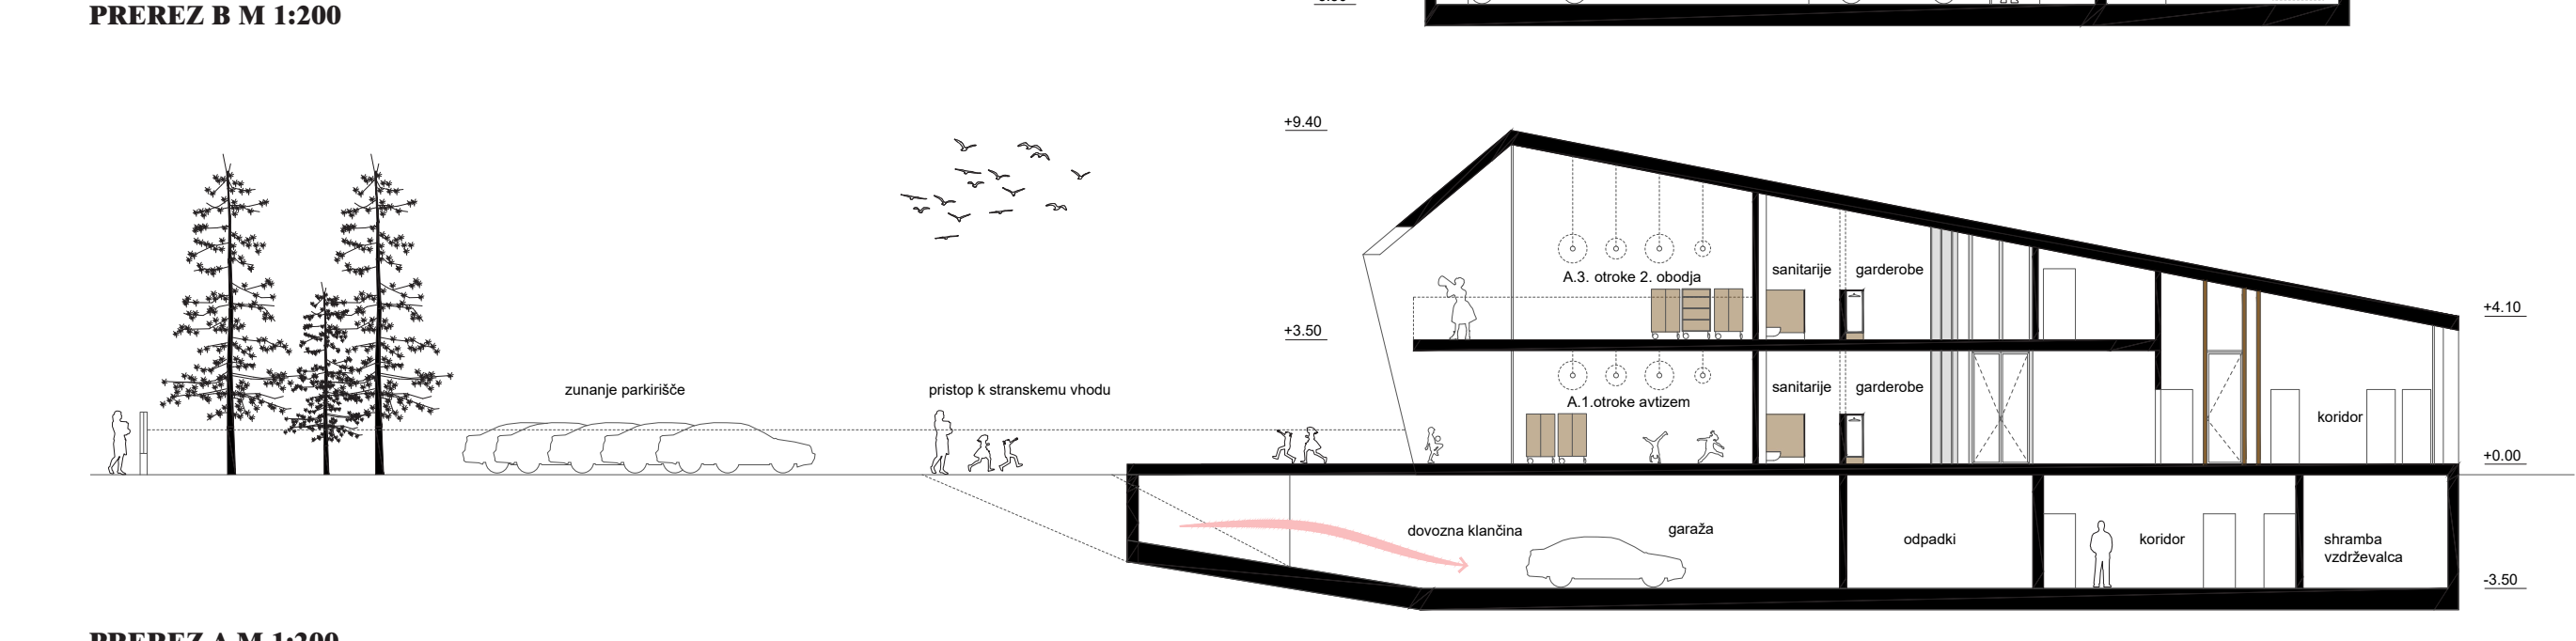 PREREZ B M 1:200
+9.40
A.3. otroke 2. obodja
sanitarije
garderobe
+4.10
+3.50
zunanje parkirišče
pristop k stranskemu vhodu
A.1.otroke avtizem
sanitarije
garderobe
koridor
+0.00
dovozna klančina
garaža
odpadki
koridor
shramba
vzdrževalca
-3.50
PREREZ A M 1:200